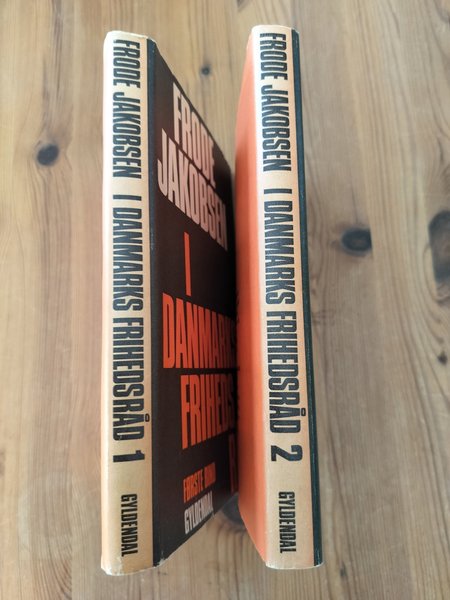 FRODE JAKOBSEN I DANMARKS FRIHEDSRÅD 1
GYLDENDAL
FRODE
JAKOBSEN
I
DANMARKS
FRIHEDS
FØRSTE BIND
GYLDENDAL
FRODE JAKOBSEN I DANMARKS FRIHEDSRÅD 2
GYLDENDAL